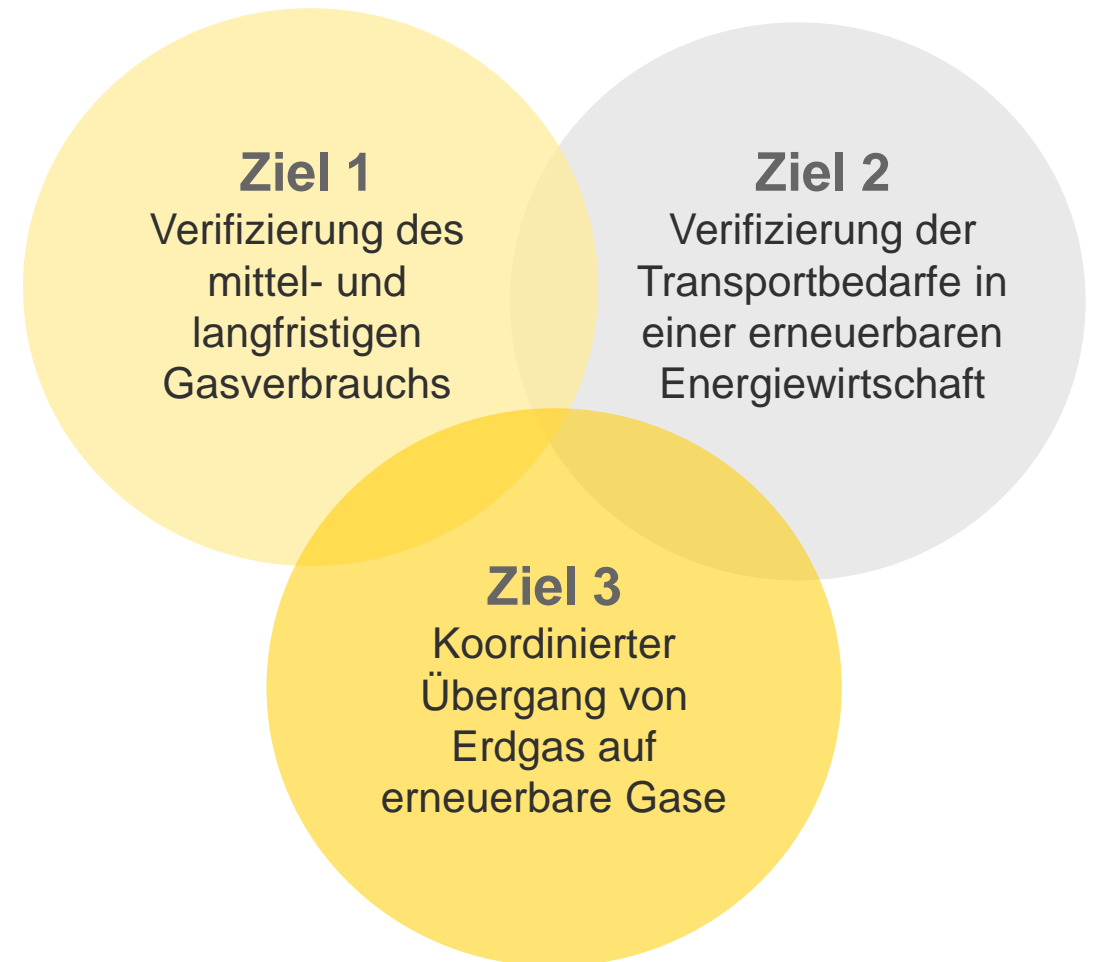 Ziel 1
Verifizierung des
mittel- und
langfristigen
Gasverbrauchs
Ziel 2
Verifizierung der
Transportbedarfe in
einer erneuerbaren
Energiewirtschaft
Ziel 3
Koordinierter
Übergang von
Erdgas auf
erneuerbare Gase